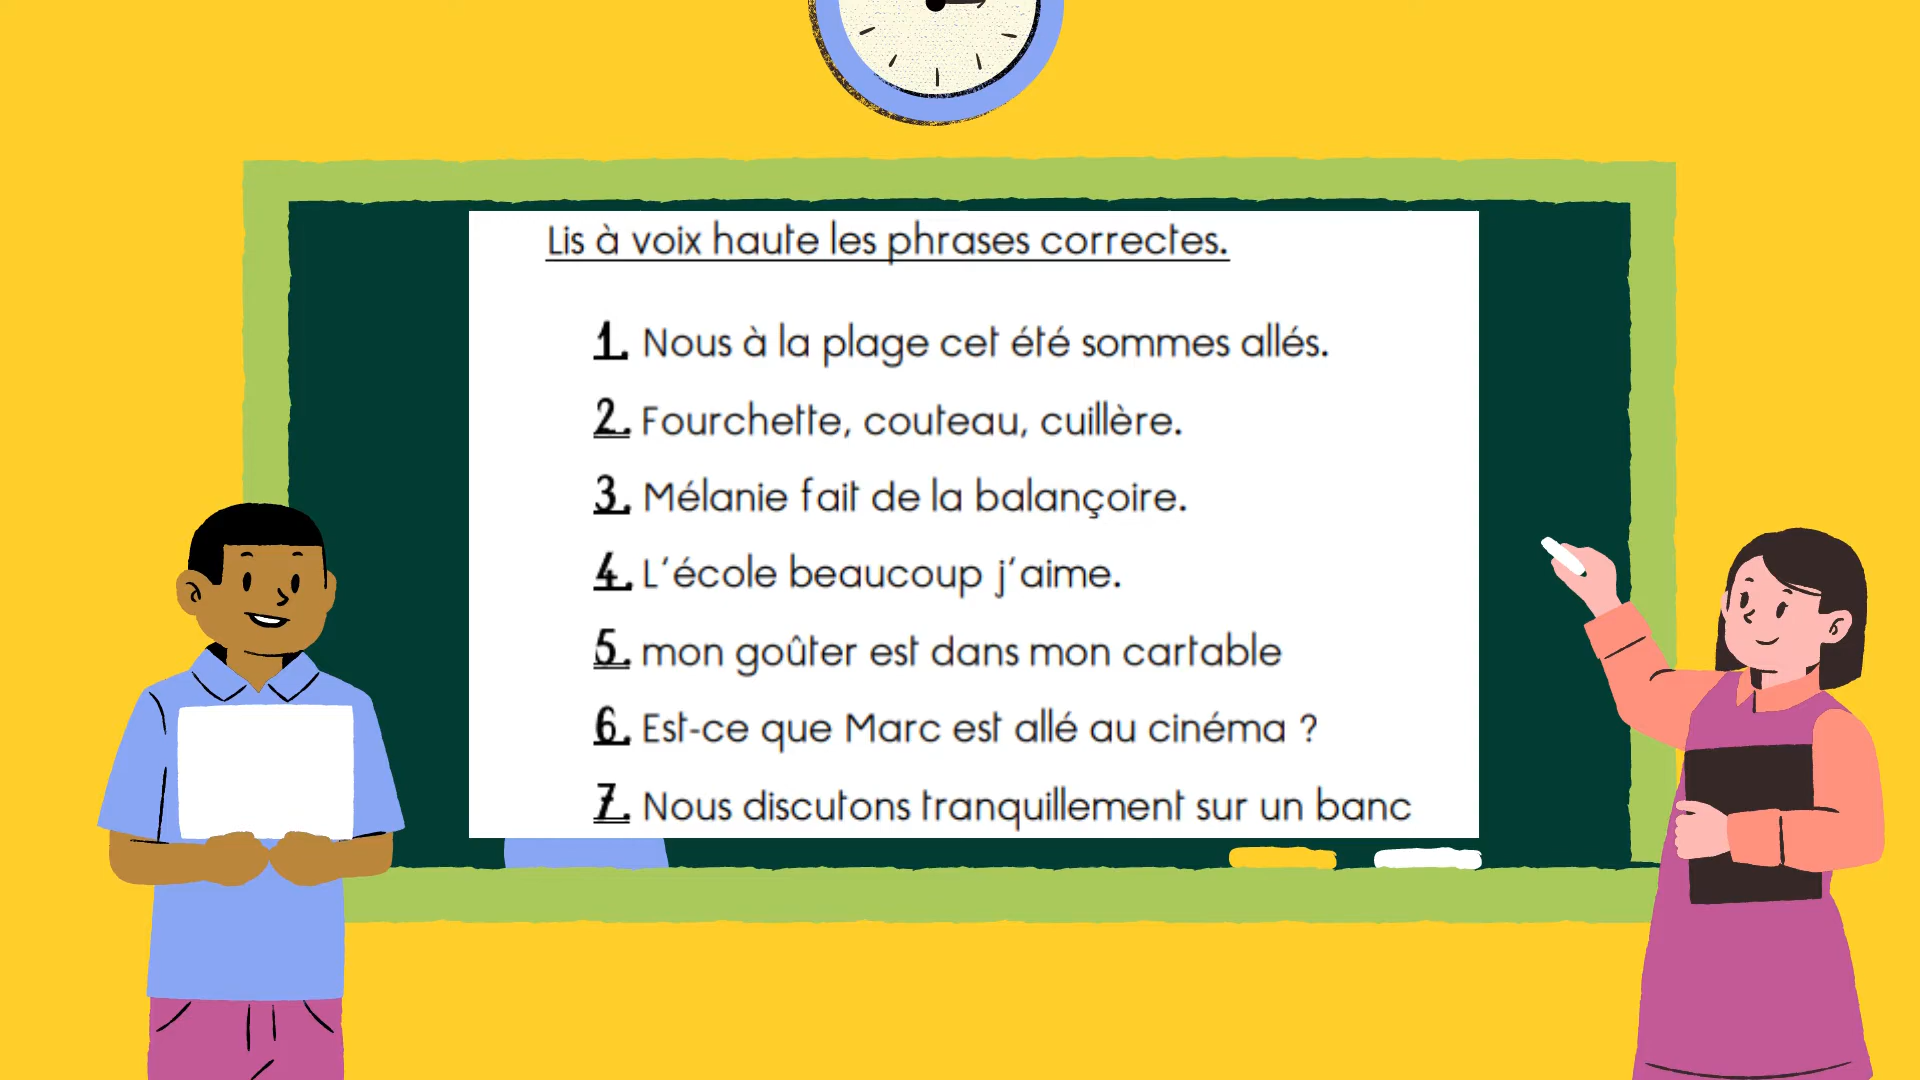 Lis à voix haute les phrases correctes.
1. Nous à la plage cet été sommes allés.
2. Fourchette, couteau, cuillère.
3. Mélanie fait de la balançoire.
4. L’école beaucoup j’aime.
5. mon goûter est dans mon cartable
6. Est-ce que Marc est allé au cinéma ?
7. Nous discutons tranquillement sur un banc